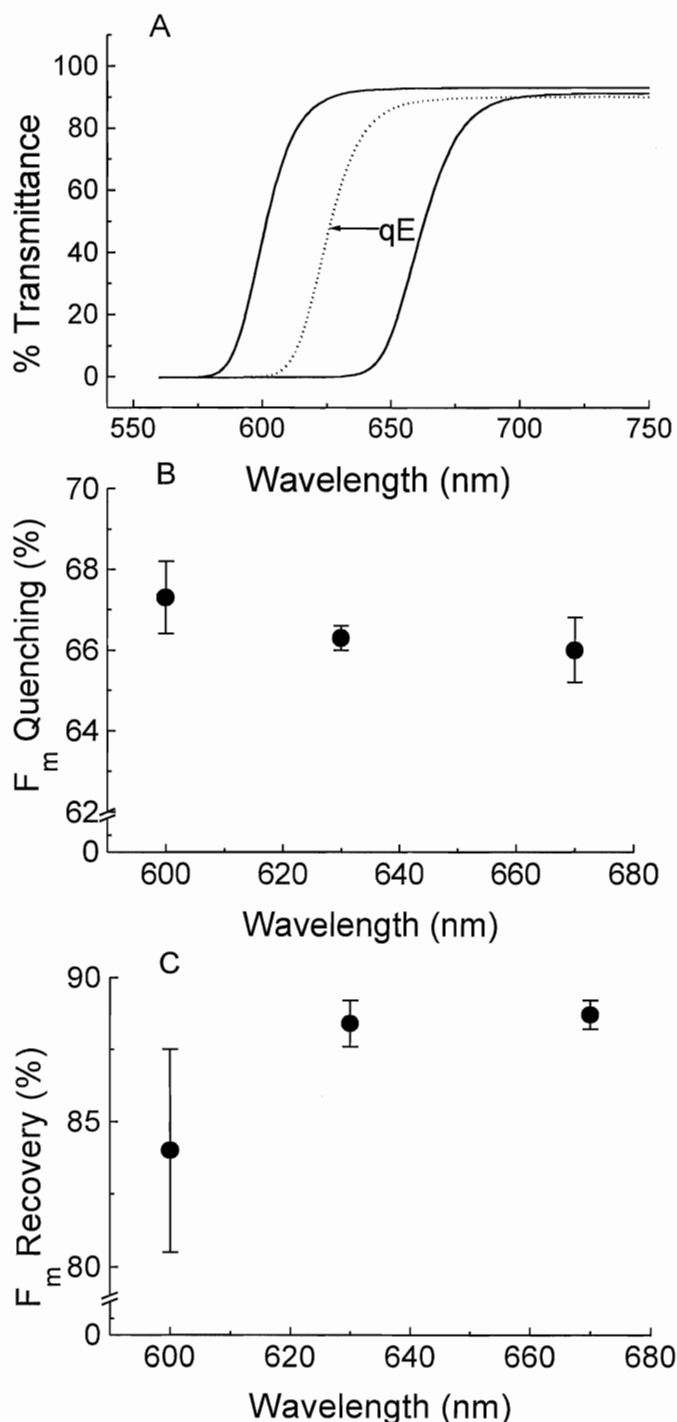 A
100
80
60
40
20
0
% Transmittance
qE
550 600 650 700 750
Wavelength (nm)
B
70
68
66
64
62
0
Fm Quenching (%)
600 620 640 660 680
Wavelength (nm)
C
90
85
80
0
Fm Recovery (%)
600 620 640 660 680
Wavelength (nm)